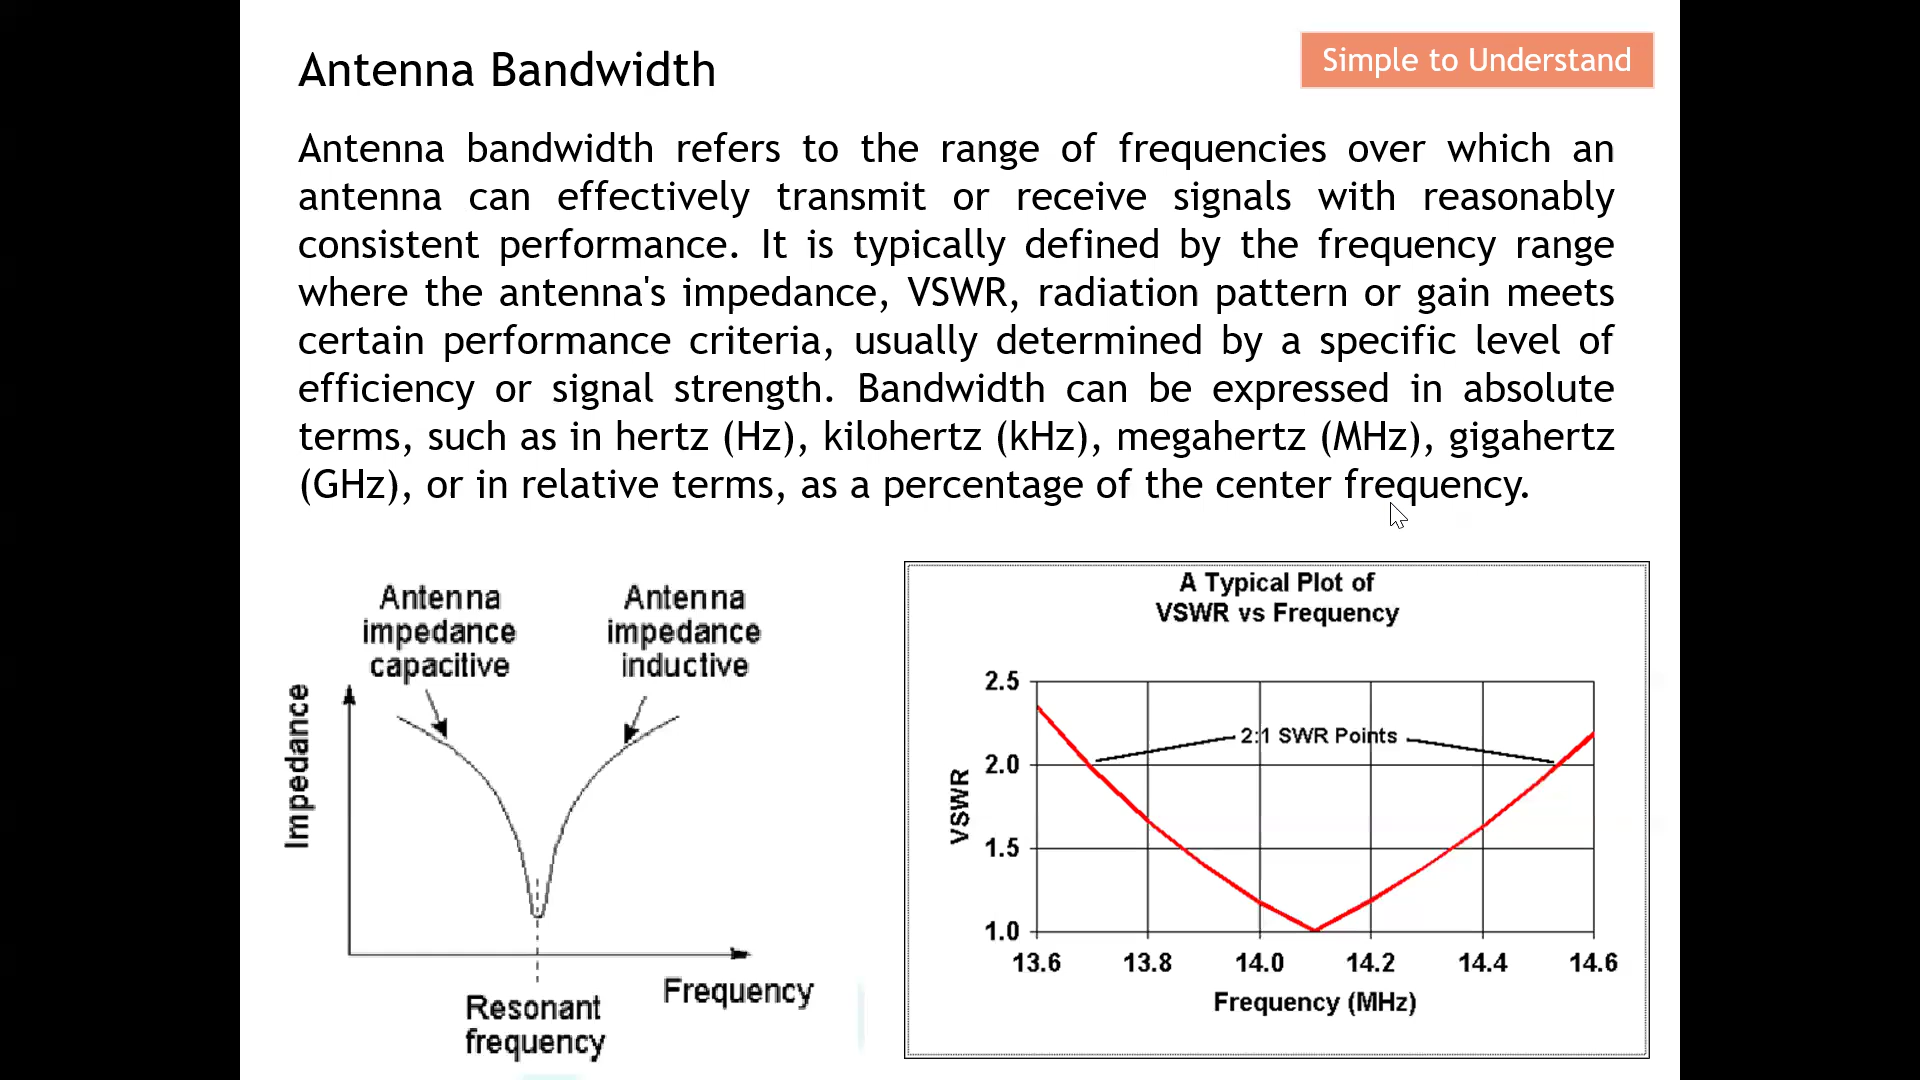 Antenna Bandwidth
Simple to Understand
Antenna bandwidth refers to the range of frequencies over which an
antenna can effectively transmit or receive signals with reasonably
consistent performance. It is typically defined by the frequency range
where the antenna's impedance, VSWR, radiation pattern or gain meets
certain performance criteria, usually determined by a specific level of
efficiency or signal strength. Bandwidth can be expressed in absolute
terms, such as in hertz (Hz), kilohertz (kHz), megahertz (MHz), gigahertz
(GHz), or in relative terms, as a percentage of the center frequency.
Antenna
impedance
capacitive
Antenna
impedance
inductive
Impedance
Frequency
Resonant
frequency
A Typical Plot of
VSWR vs Frequency
2:1 SWR Points
VSWR
2.5
2.0
1.5
1.0
13.6 13.8 14.0 14.2 14.4 14.6
Frequency (MHz)